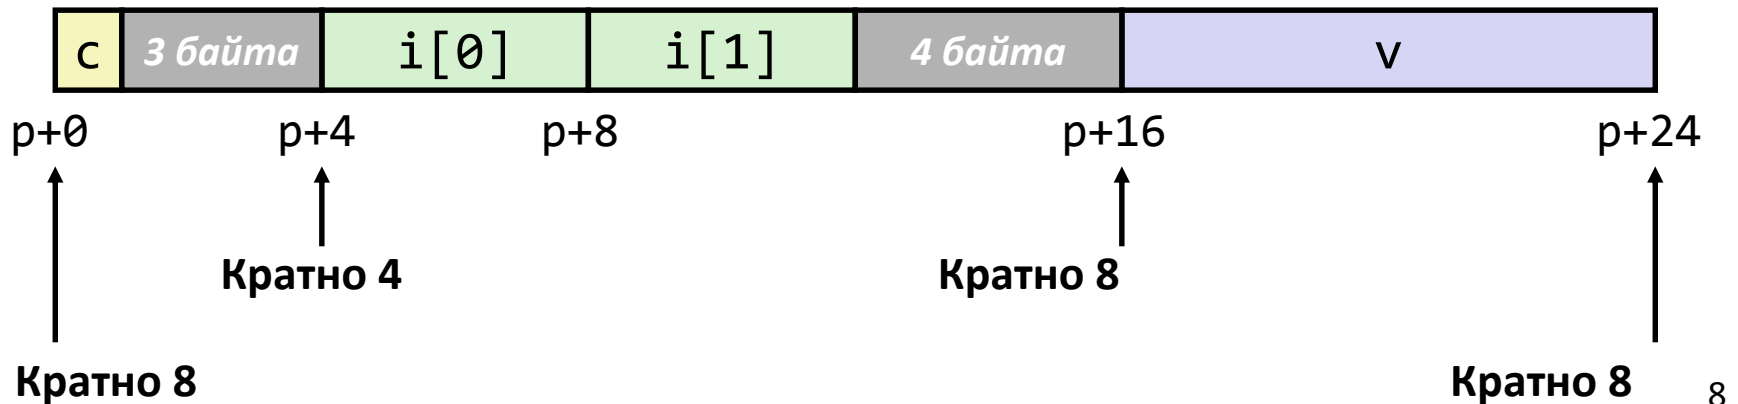 c 3 байта i[0] i[1] 4 байта v
p+0 p+4 p+8 p+16 p+24
Кратно 4 Кратно 8
Кратно 8 Кратно 8 8